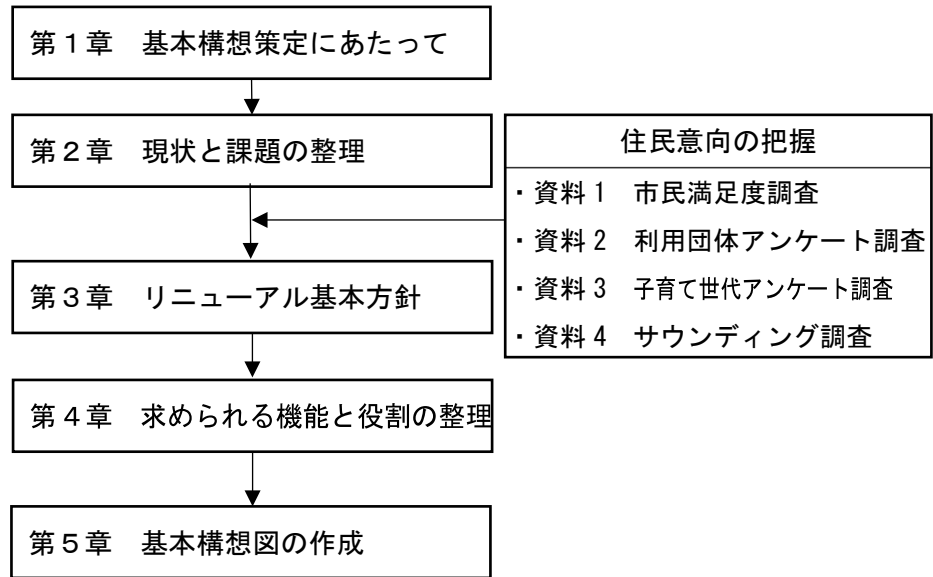 第１章　基本構想策定にあたって
第２章　現状と課題の整理
住民意向の把握
・資料１　市民満足度調査
・資料２　利用団体アンケート調査
・資料３　子育て世代アンケート調査
・資料４　サウンディング調査
第３章　リニューアル基本方針
第４章　求められる機能と役割の整理
第５章　基本構想図の作成